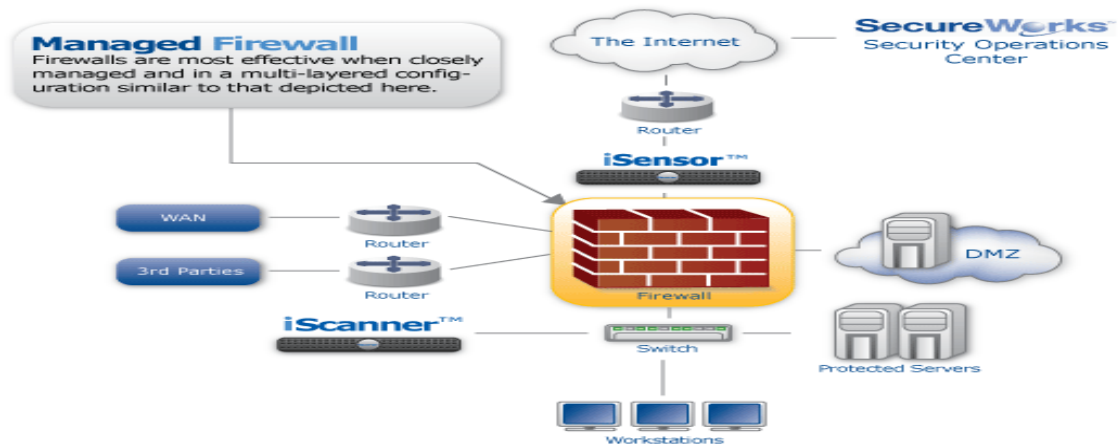 Managed Firewall
Firewalls are most effective when closely
managed and in a multi-layered config-
uration similar to that depicted here.
The Internet
SecureWorks™
Security Operations
Center
Router
iSensor™
WAN
Router
3rd Parties
Router
Firewall
DMZ
iScanner™
Switch
Protected Servers
Workstations